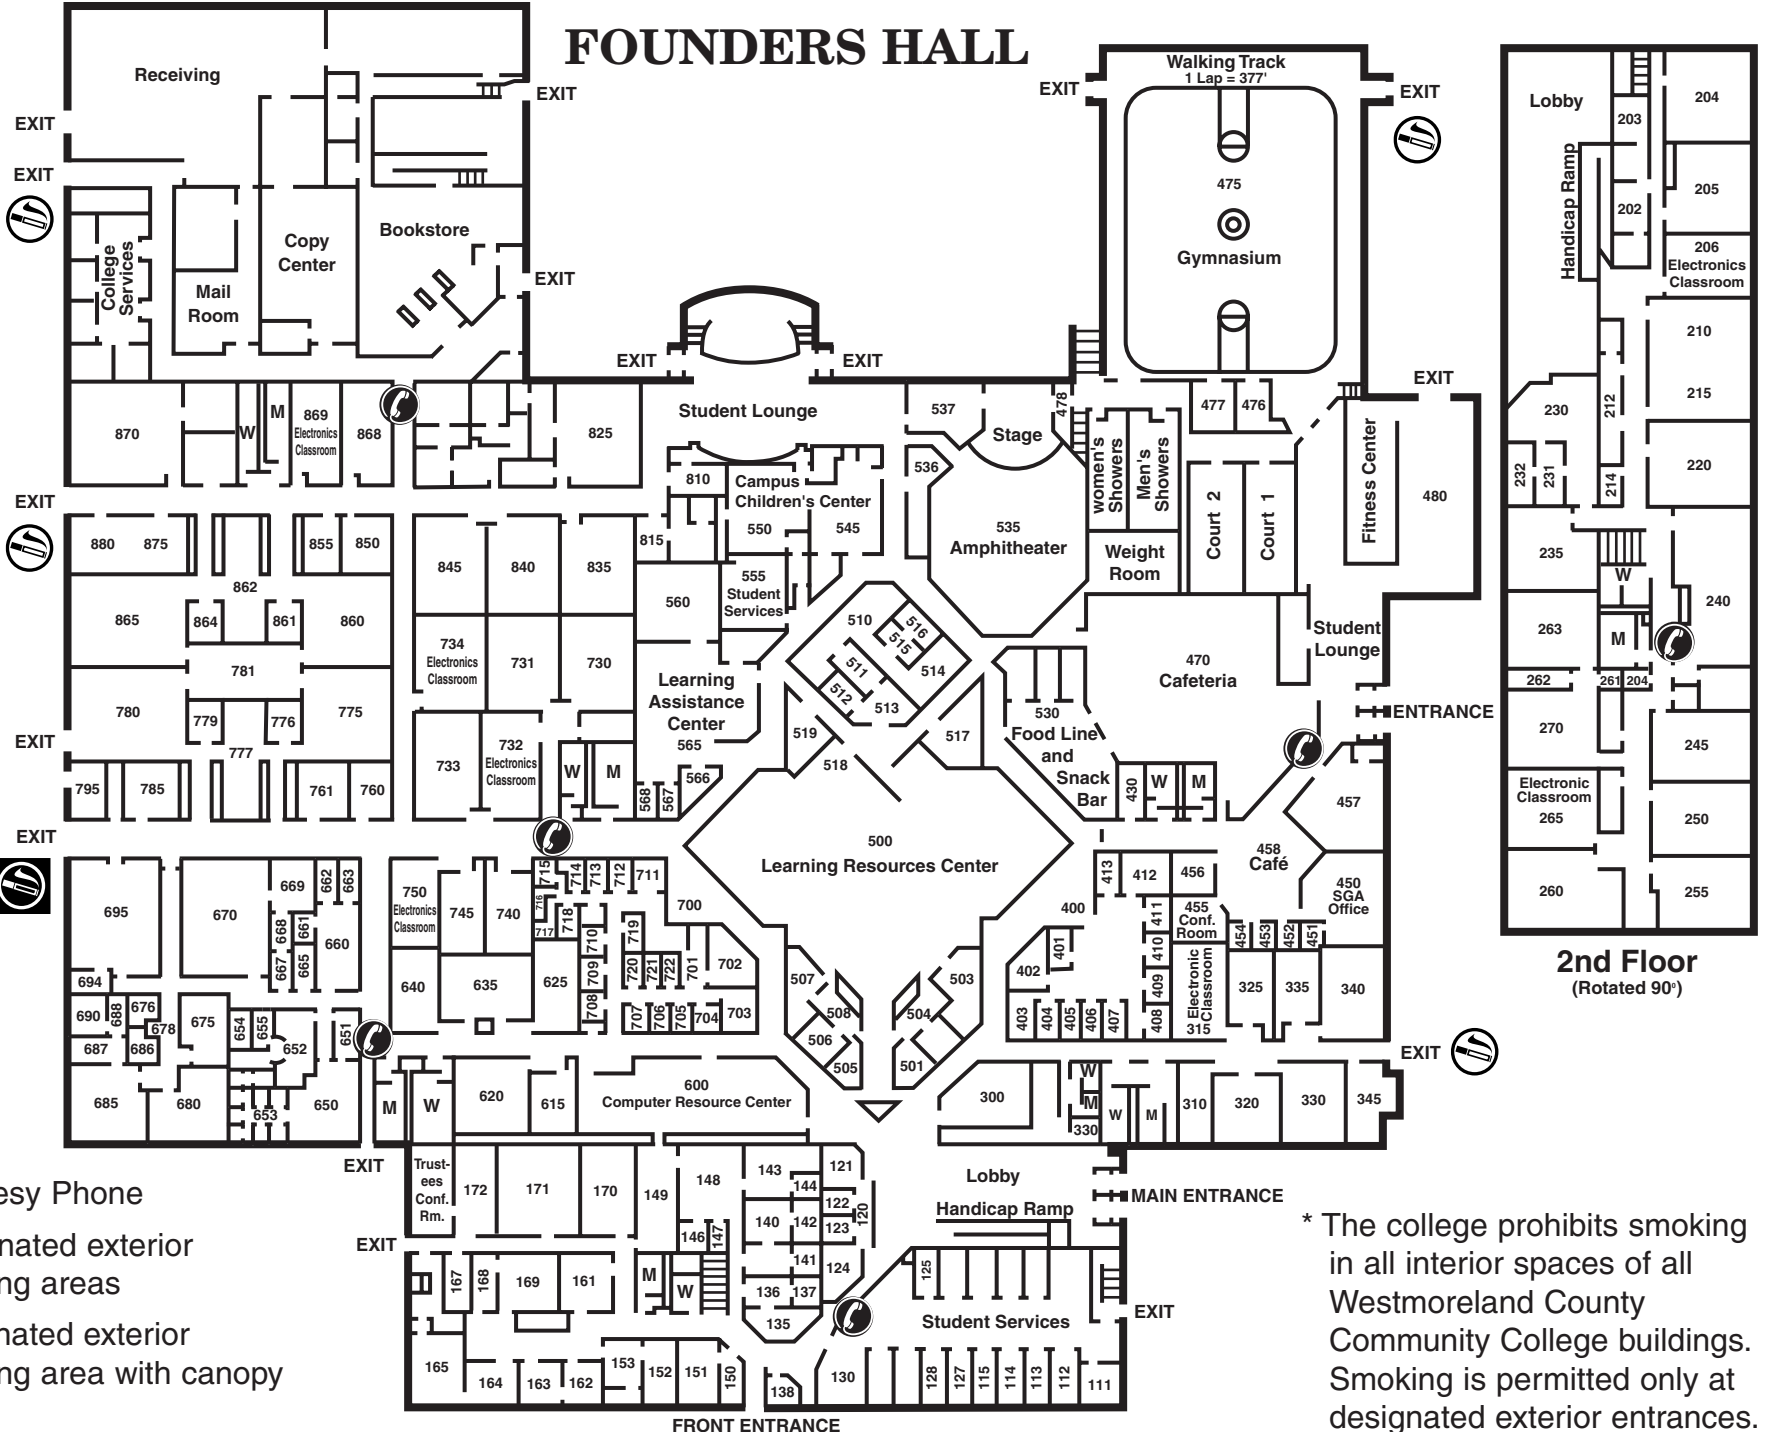 FOUNDERS HALL
Receiving
EXIT
EXIT
EXIT
College
Services
Mail
Room
Copy
Center
Bookstore
EXIT
EXIT
Walking Track
1 Lap = 377'
EXIT
475
Gymnasium
EXIT
EXIT
Student Lounge
537
478
Stage
477
476
EXIT
870
W
M
869
Electronics
Classroom
868
825
536
women's
Showers
Men's
Showers
Court 2
Court 1
Fitness Center
480
810
Campus
Children's Center
550
545
815
535
Amphitheater
Weight
Room
EXIT
880
875
855
850
862
865
864
861
860
845
840
835
560
555
Student
Services
781
734
Electronics
Classroom
731
730
510
516
515
511
514
512
513
Learning
Assistance
Center
565
780
779
776
775
777
733
732
Electronics
Classroom
W
M
568
567
566
519
518
517
530
Food Line
and
Snack
Bar
470
Cafeteria
Student
Lounge
ENTRANCE
EXIT
795
785
761
760
430
W
M
457
EXIT
500
Learning Resources Center
458
Café
450
SGA
Office
695
670
669
662
663
668
661
667
665
660
750
Electronics
Classroom
745
740
715
714
713
712
711
716
717
718
700
719
710
709
708
720
721
722
701
702
707
706
705
704
703
640
635
625
694
690
688
676
678
686
687
675
654
655
652
651
685
680
653
650
507
508
506
505
503
504
501
413
412
456
400
411
410
409
408
455
Conf.
Room
401
402
403
404
405
406
407
Electronic
Classroom
315
454
453
452
451
325
335
340
EXIT
M
W
620
615
600
Computer Resource Center
300
W
M
330
W
M
310
320
330
345
EXIT
Trust-
ees
Conf.
Rm.
172
171
170
149
148
146
147
143
144
121
122
123
120
140
142
141
124
136
137
135
Lobby
MAIN ENTRANCE
Handicap Ramp
EXIT
167
168
169
161
M
W
125
Student Services
EXIT
165
164
163
162
153
152
151
150
138
130
128
127
115
114
113
112
111
FRONT ENTRANCE
Lobby
203
204
Handicap Ramp
202
205
206
Electronics
Classroom
210
215
212
230
232
231
214
220
235
W
240
263
M
262
261
204
270
245
Electronic
Classroom
265
250
260
255
2nd Floor
(Rotated 90°)
esy Phone
nated exterior
ng areas
nated exterior
ng area with canopy
* The college prohibits smoking
in all interior spaces of all
Westmoreland County
Community College buildings.
Smoking is permitted only at
designated exterior entrances.